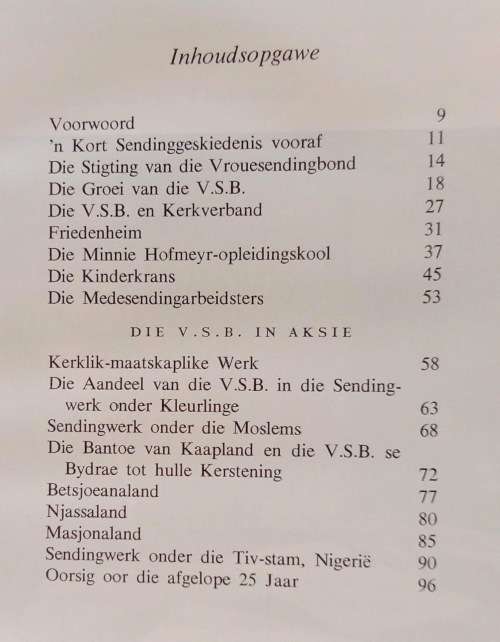 Inhoudsopgawe
Voorwoord 9
'n Kort Sendinggeskiedenis vooraf 11
Die Stigting van die Vrouesendingbond 14
Die Groei van die V.S.B. 18
Die V.S.B. en Kerkverband 27
Friedenheim 31
Die Minnie Hofmeyr-opleidingskool 37
Die Kinderkrans 45
Die Medesendingarbeidsters 53
DIE V.S.B. IN AKSIE
Kerklik-maatskaplike Werk 58
Die Aandeel van die V.S.B. in die Sending-
werk onder Kleurlinge 63
Sendingwerk onder die Moslems 68
Die Bantoe van Kaapland en die V.S.B. se
Bydrae tot hulle Kerstening 72
Betsjoeanaland 77
Njassaland 80
Masjonaland 85
Sendingwerk onder die Tiv-stam, Nigerië 90
Oorsig oor die afgelope 25 Jaar 96